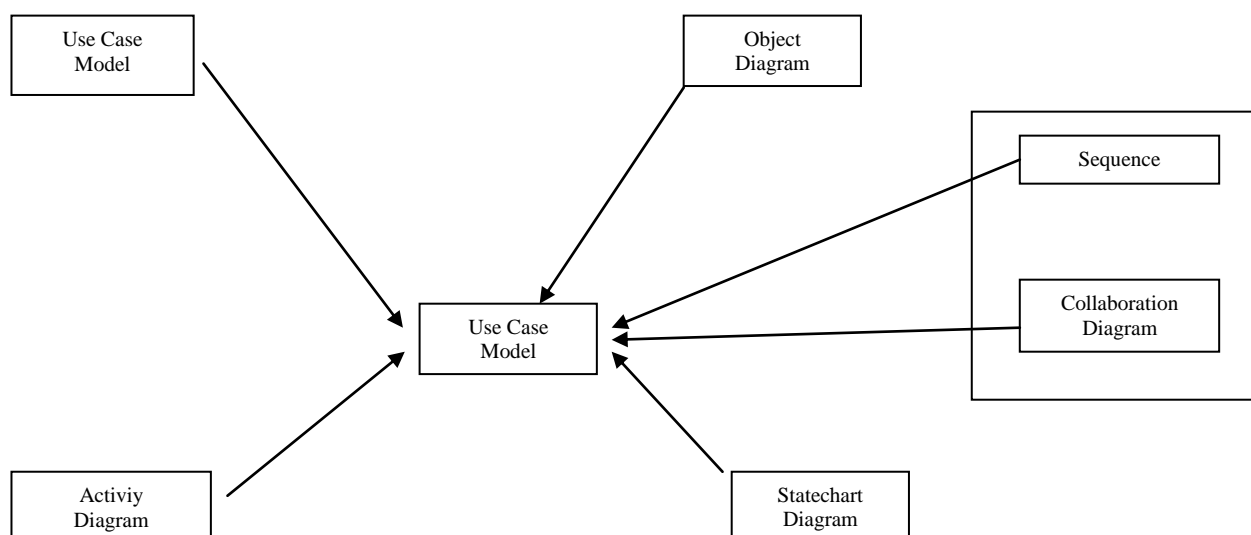 Use Case
Model
Object
Diagram
Sequence
Collaboration
Diagram
Use Case
Model
Activiy
Diagram
Statechart
Diagram